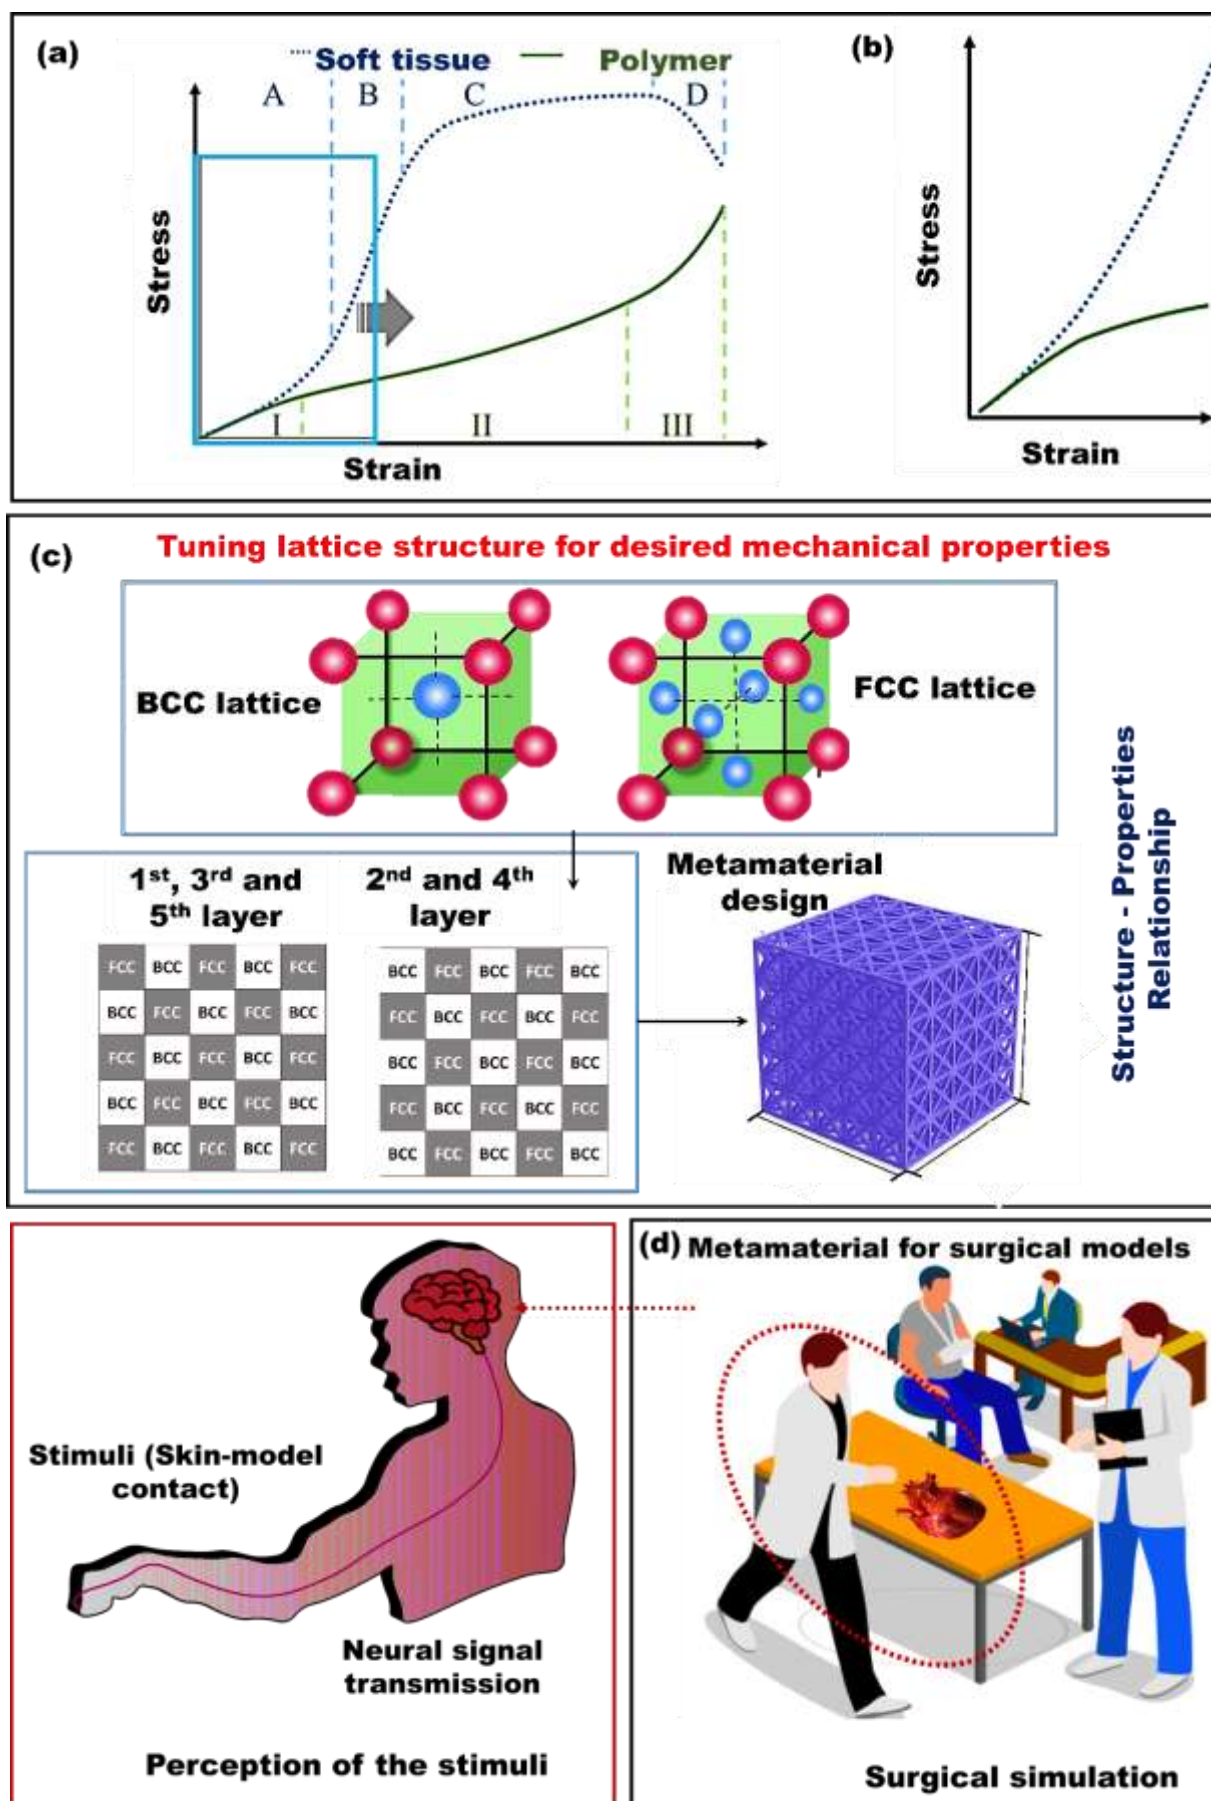 (a)
Soft tissue
Polymer
A
B
C
D
Stress
I
II
III
Strain
(b)
Stress
Strain
(c)
Tuning lattice structure for desired mechanical properties
BCC lattice
FCC lattice
1st, 3rd and
5th layer
2nd and 4th
layer
FCC BCC FCC BCC FCC
BCC FCC BCC FCC BCC
FCC BCC FCC BCC FCC
BCC FCC BCC FCC BCC
FCC BCC FCC BCC FCC
BCC FCC BCC FCC BCC
FCC BCC FCC BCC FCC
BCC FCC BCC FCC BCC
FCC BCC FCC BCC FCC
BCC FCC BCC FCC BCC
Metamaterial
design
Structure - Properties
Relationship
Stimuli (Skin-model
contact)
Neural signal
transmission
Perception of the stimuli
(d) Metamaterial for surgical models
Surgical simulation